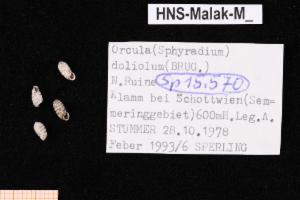 HNS-Malak-M_
Orcula(Sphyradium)
doliolum(BRUG.)
N.Ruine Sp 15.570
Klamm bei Schottwien(Sem-
meringgebiet)600mH.Leg.A.
STUMMER 28.10.1978
Feber 1993/6 SPERLING